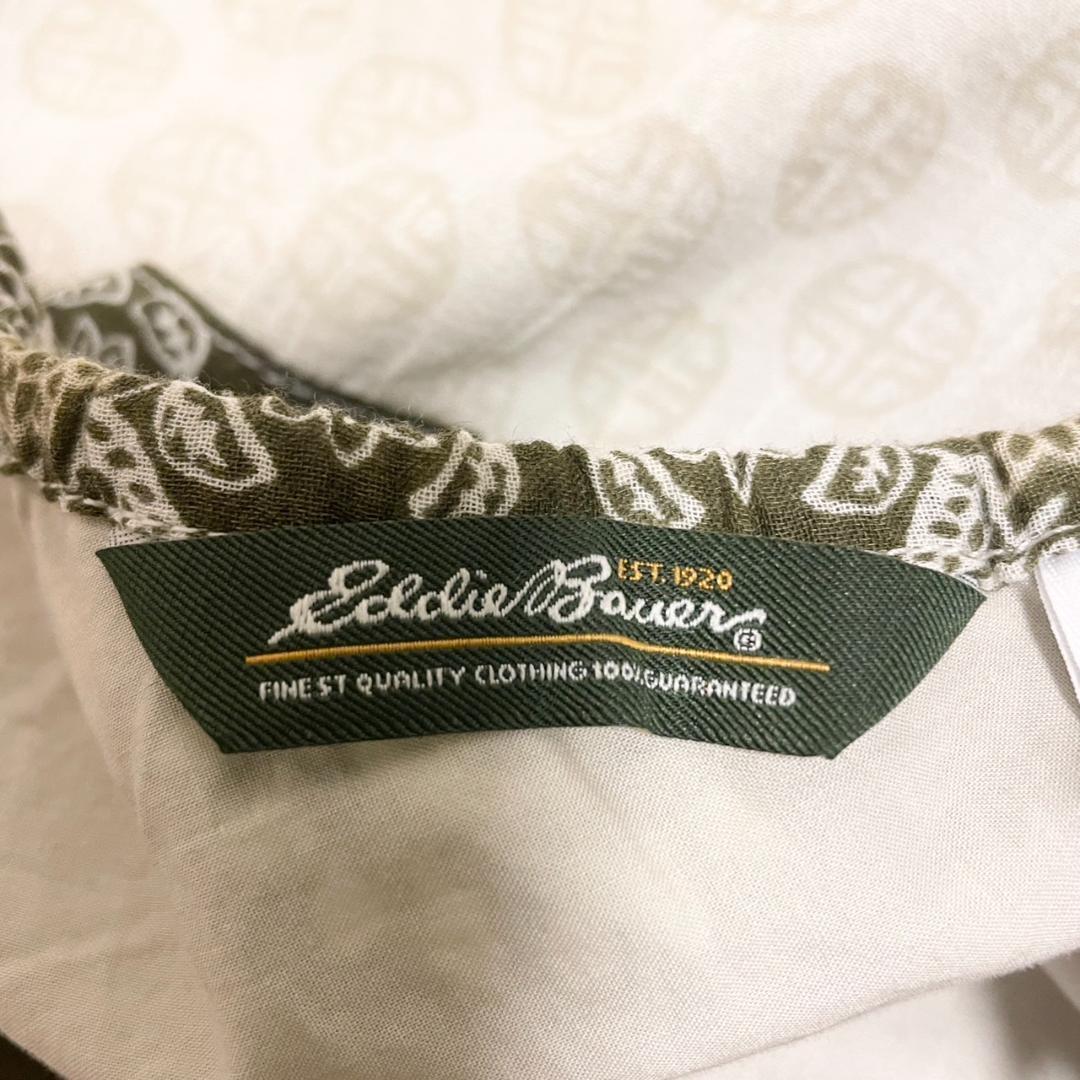 Eddie Bauer EST. 1920
FINEST QUALITY CLOTHING 100% GUARANTEED